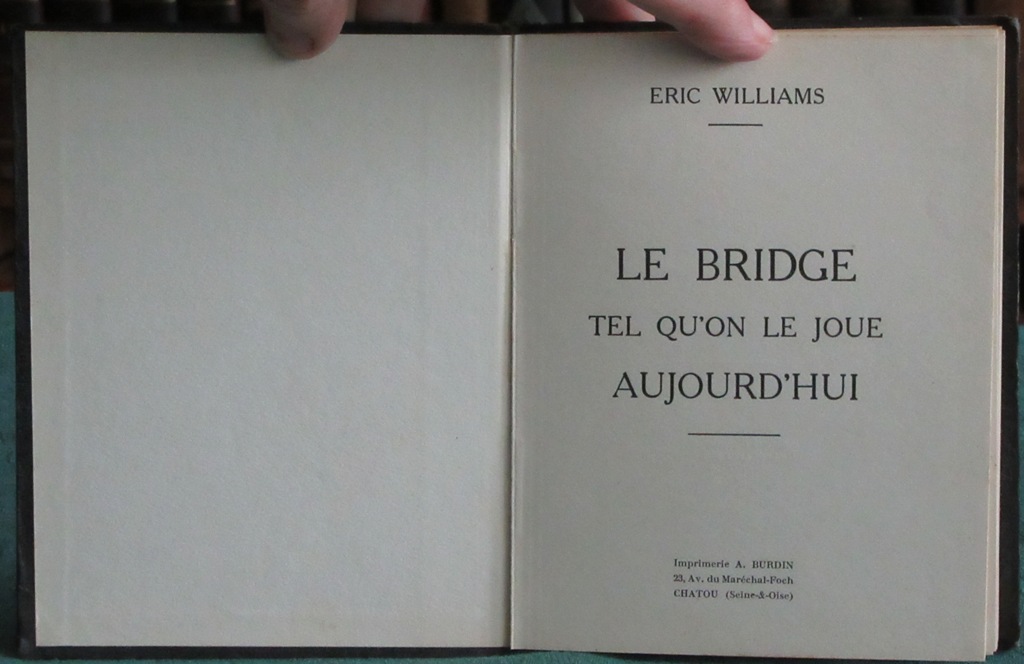 ERIC WILLIAMS
LE BRIDGE
TEL QU'ON LE JOUE
AUJOURD'HUI
Imprimerie A. BURDIN
23, Av. du Maréchal-Foch
CHATOU (Seine-&-Oise)